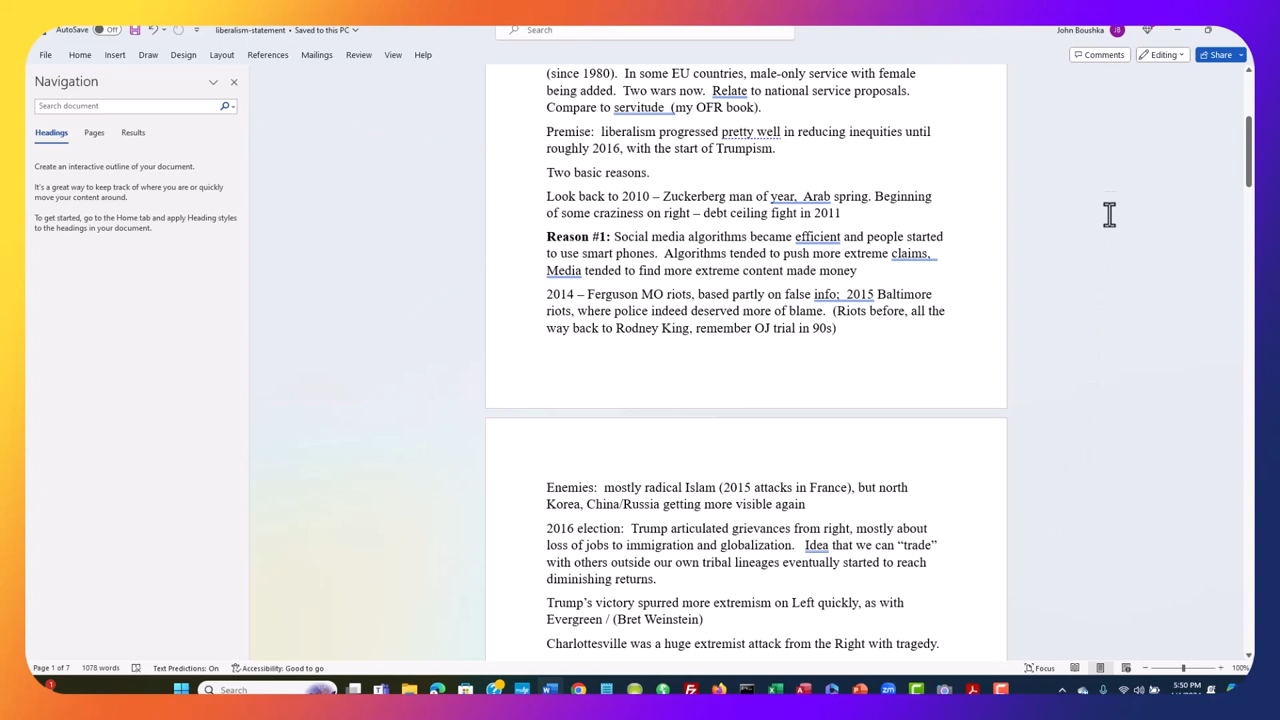 AutoSave Off liberalism-statement • Saved to this PC Search John Boushka JB
File Home Insert Draw Design Layout References Mailings Review View Help Comments Editing Share
Navigation
Search document
Headings Pages Results
Create an interactive outline of your document.
It's a great way to keep track of where you are or quickly
move your content around.
To get started, go to the Home tab and apply Heading styles
to the headings in your document.
(since 1980). In some EU countries, male-only service with female
being added. Two wars now. Relate to national service proposals.
Compare to servitude (my OFR book).
Premise: liberalism progressed pretty well in reducing inequities until
roughly 2016, with the start of Trumpism.
Two basic reasons.
Look back to 2010 – Zuckerberg man of year, Arab spring. Beginning
of some craziness on right – debt ceiling fight in 2011
Reason #1: Social media algorithms became efficient and people started
to use smart phones. Algorithms tended to push more extreme claims,
Media tended to find more extreme content made money
2014 – Ferguson MO riots, based partly on false info; 2015 Baltimore
riots, where police indeed deserved more of blame. (Riots before, all the
way back to Rodney King, remember OJ trial in 90s)
Enemies: mostly radical Islam (2015 attacks in France), but north
Korea, China/Russia getting more visible again
2016 election: Trump articulated grievances from right, mostly about
loss of jobs to immigration and globalization. Idea that we can “trade”
with others outside our own tribal lineages eventually started to reach
diminishing returns.
Trump’s victory spurred more extremism on Left quickly, as with
Evergreen / (Bret Weinstein)
Charlottesville was a huge extremist attack from the Right with tragedy.
Page 1 of 7 1078 words Text Predictions: On Accessibility: Good to go Focus 100%
Search 5:50 PM